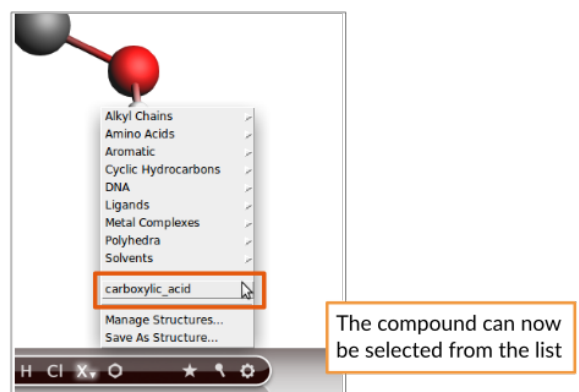 Alkyl Chains
Amino Acids
Aromatic
Cyclic Hydrocarbons
DNA
Ligands
Metal Complexes
Polyhedra
Solvents
carboxylic_acid
Manage Structures...
Save As Structure...
The compound can now
be selected from the list
H Cl X